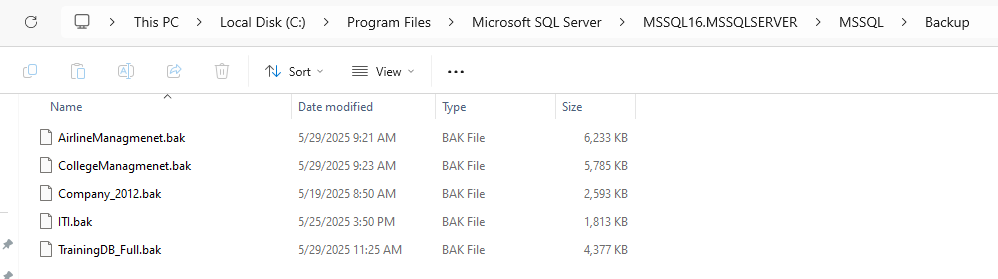 This PC > Local Disk (C:) > Program Files > Microsoft SQL Server > MSSQL16.MSSQLSERVER > MSSQL > Backup
Sort View
Name Date modified Type Size
AirlineManagmenet.bak 5/29/2025 9:21 AM BAK File 6,233 KB
CollegeManagmenet.bak 5/29/2025 9:23 AM BAK File 5,785 KB
Company_2012.bak 5/19/2025 8:50 AM BAK File 2,593 KB
ITI.bak 5/25/2025 3:50 PM BAK File 1,813 KB
TrainingDB_Full.bak 5/29/2025 11:25 AM BAK File 4,377 KB